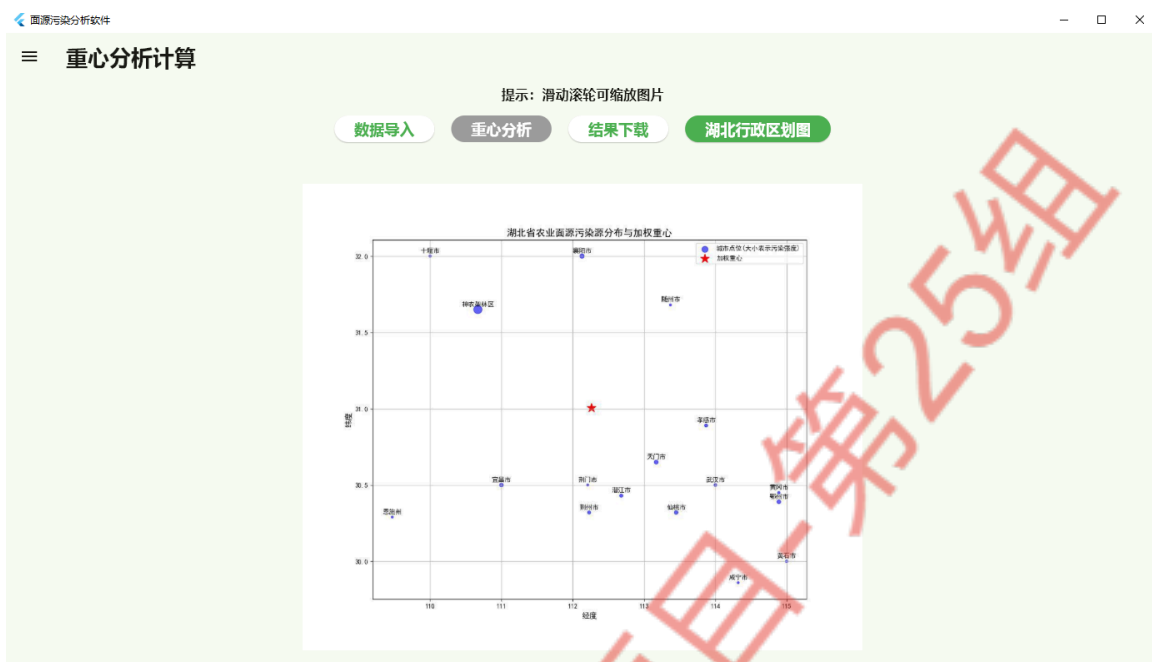 面源污染分析软件
重心分析计算
提示：滑动滚轮可缩放图片
数据导入 重心分析 结果下载 湖北行政区划图
湖北省农业面源污染源分布与加权重心
城市点位(大小表示污染强度)
加权重心
十堰市
襄阳市
神农架林区
随州市
孝感市
天门市
宜昌市
荆门市
潜江市
武汉市
黄冈市
鄂州市
恩施州
荆州市
仙桃市
黄石市
咸宁市
32.0
31.5
31.0
30.5
30.0
纬度
110 111 112 113 114 115
经度
项目-第25组